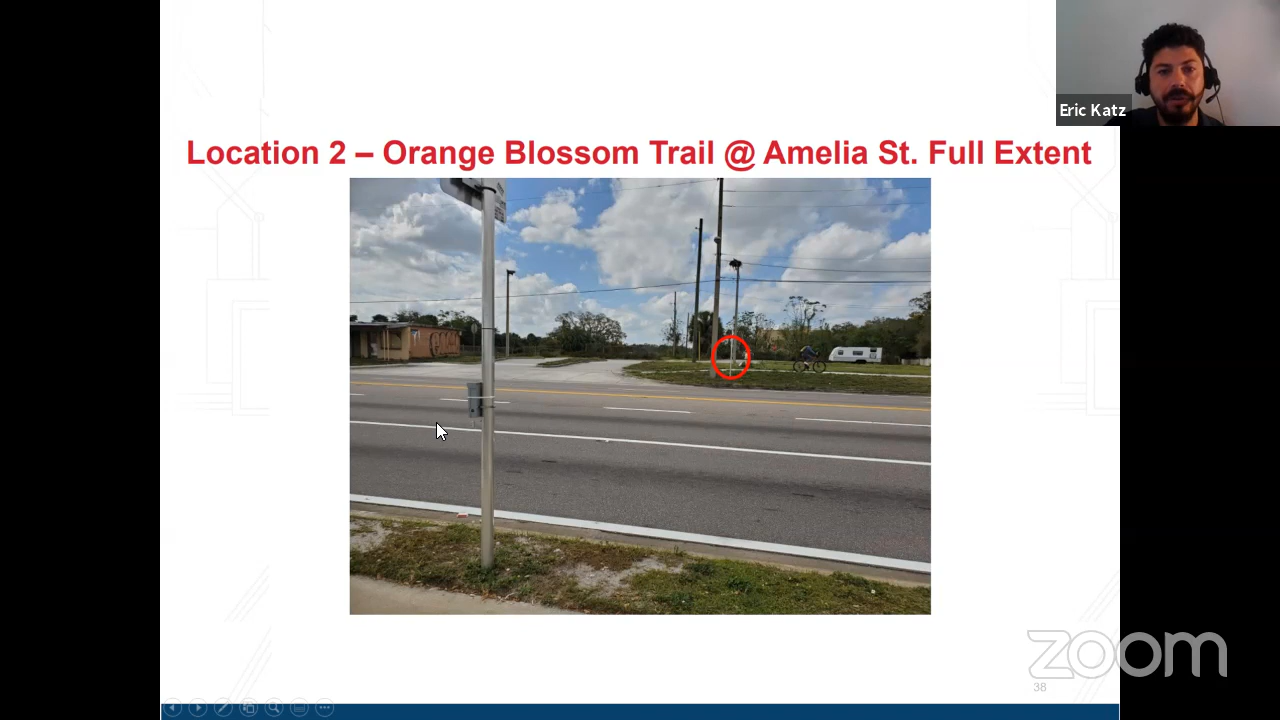 Eric Katz
Location 2 – Orange Blossom Trail @ Amelia St. Full Extent
zoom
38